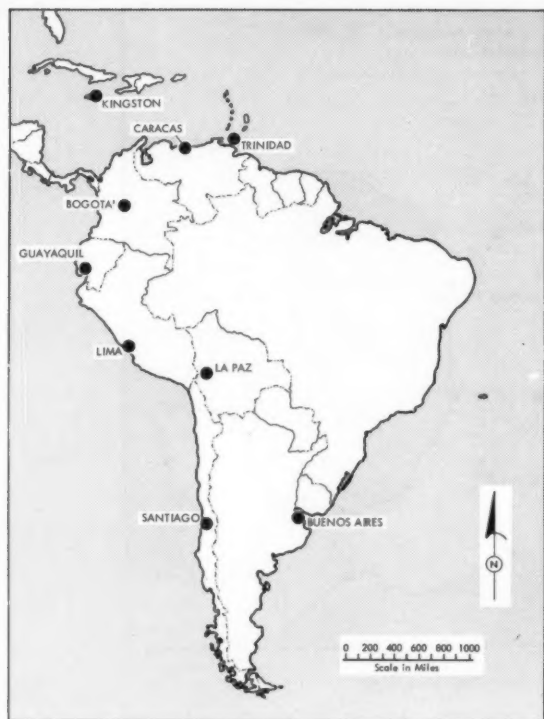 KINGSTON
CARACAS
TRINIDAD
BOGOTA'
GUAYAQUIL
LIMA
LA PAZ
SANTIAGO
BUENOS AIRES
N
0 200 400 600 800 1000
Scale in Miles